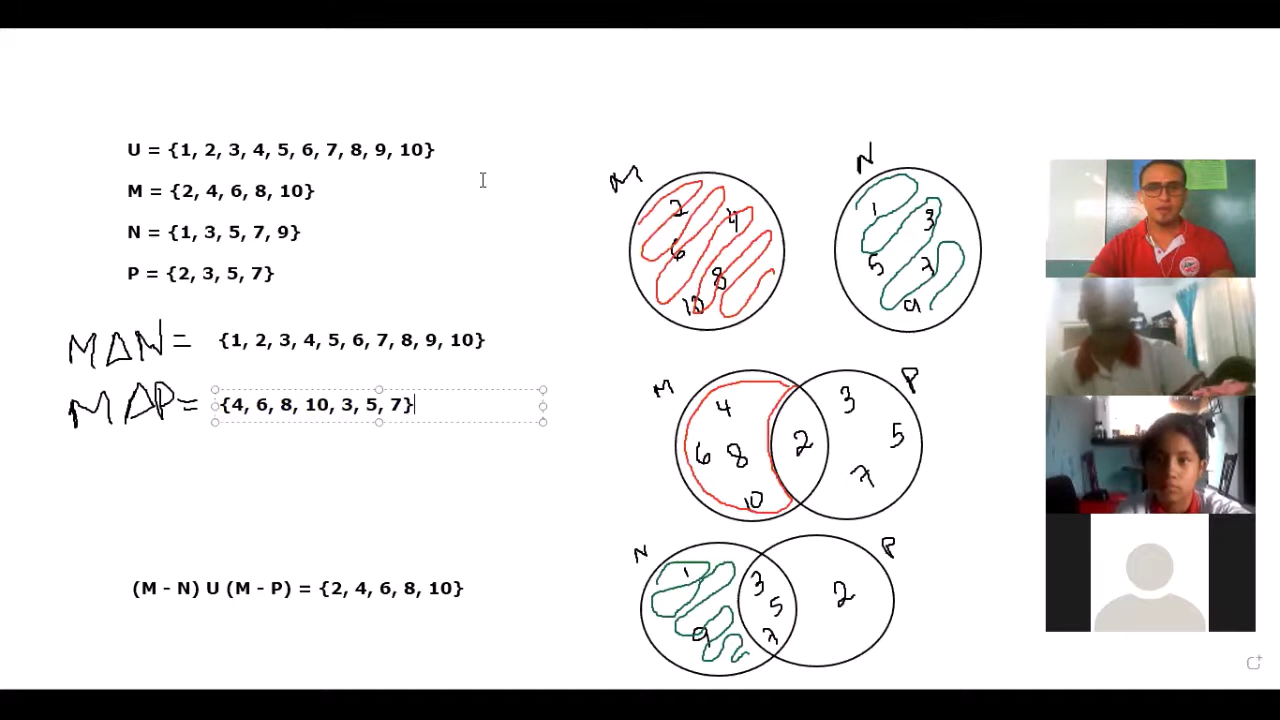 U = {1, 2, 3, 4, 5, 6, 7, 8, 9, 10}
M = {2, 4, 6, 8, 10}
N = {1, 3, 5, 7, 9}
P = {2, 3, 5, 7}
M Δ N = {1, 2, 3, 4, 5, 6, 7, 8, 9, 10}
M Δ P = {4, 6, 8, 10, 3, 5, 7}
(M - N) U (M - P) = {2, 4, 6, 8, 10}
M
2
4
6
8
10
N
1
3
5
7
9
M
P
4
3
6 8
2
5
10
7
N
P
1
3
5
2
9
7